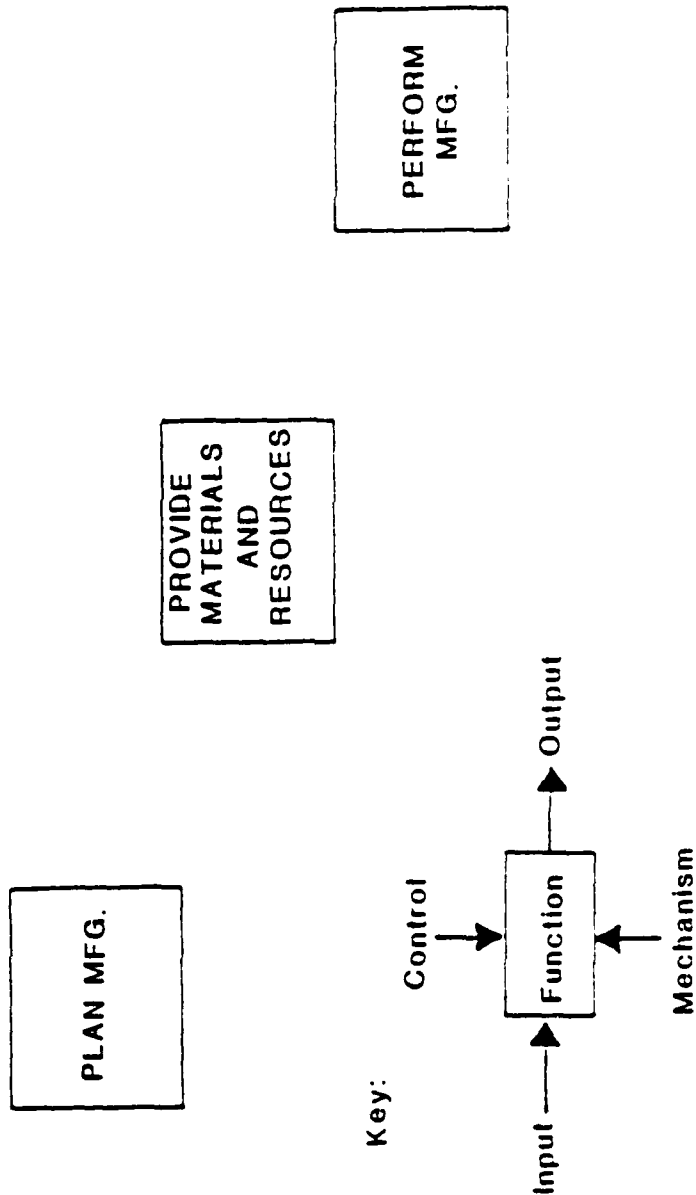 PLAN MFG.
PROVIDE
MATERIALS
AND
RESOURCES
PERFORM
MFG.
Key:
Control
Input
Function
Output
Mechanism